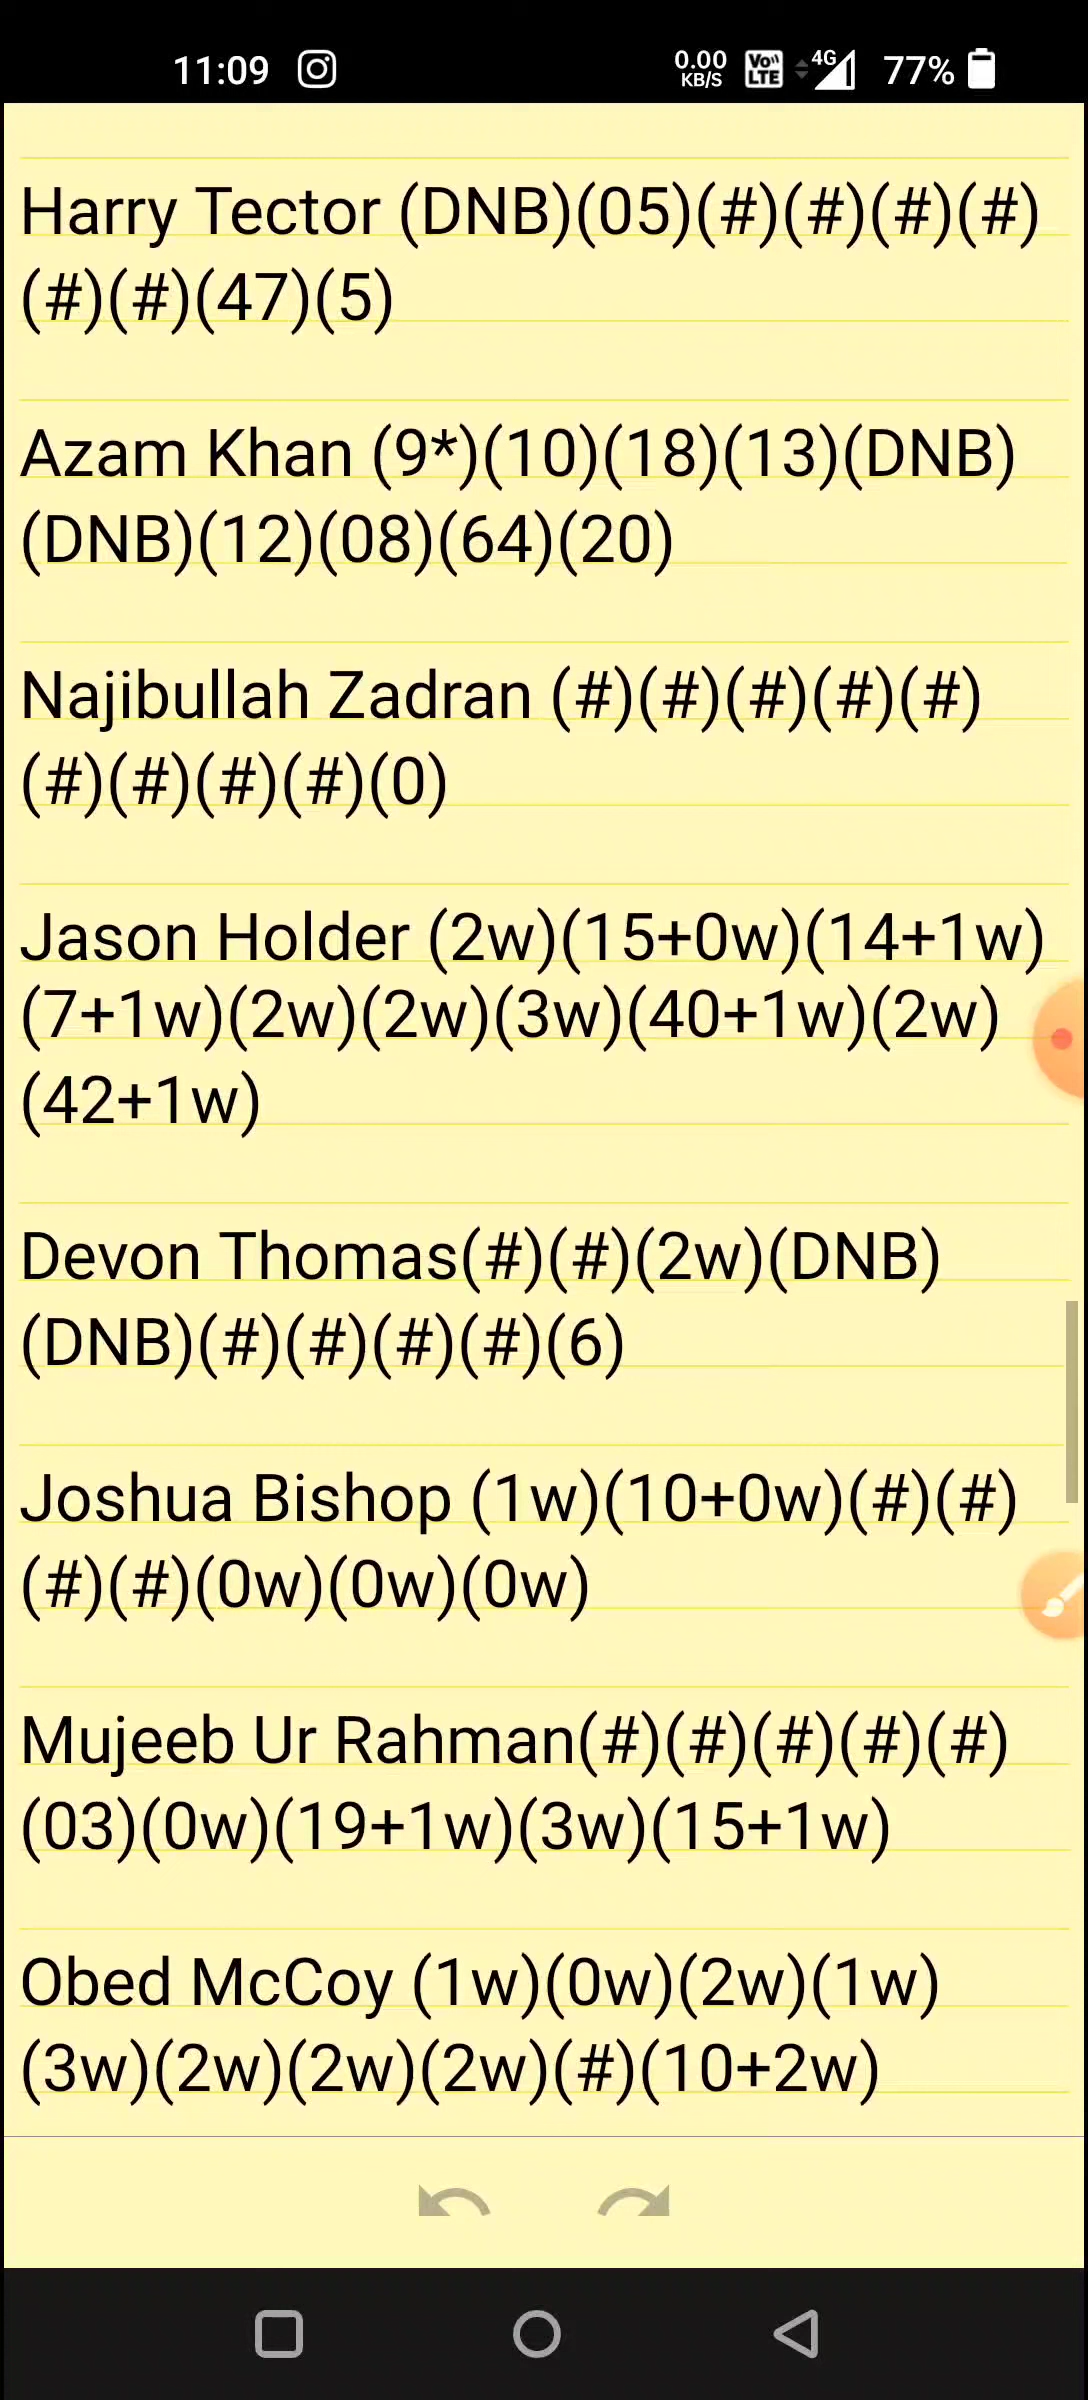 11:09 0.00 KB/S VoLTE 4G 77%
Harry Tector (DNB)(05)(#)(#)(#)(#)
(#)(#)(47)(5)
Azam Khan (9*)(10)(18)(13)(DNB)
(DNB)(12)(08)(64)(20)
Najibullah Zadran (#)(#)(#)(#)(#)
(#)(#)(#)(#)(0)
Jason Holder (2w)(15+0w)(14+1w)
(7+1w)(2w)(2w)(3w)(40+1w)(2w)
(42+1w)
Devon Thomas(#)(#)(2w)(DNB)
(DNB)(#)(#)(#)(#)(6)
Joshua Bishop (1w)(10+0w)(#)(#)
(#)(#)(0w)(0w)(0w)
Mujeeb Ur Rahman(#)(#)(#)(#)(#)
(03)(0w)(19+1w)(3w)(15+1w)
Obed McCoy (1w)(0w)(2w)(1w)
(3w)(2w)(2w)(2w)(#)(10+2w)